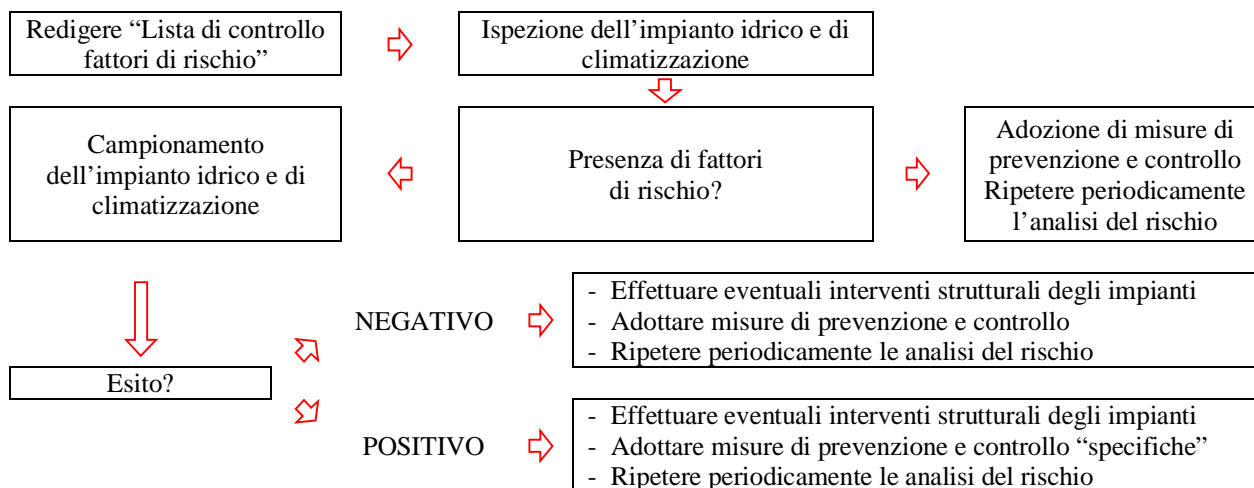 Redigere “Lista di controllo
fattori di rischio”
Ispezione dell’impianto idrico e di
climatizzazione
Campionamento
dell’impianto idrico e di
climatizzazione
Presenza di fattori
di rischio?
Adozione di misure di
prevenzione e controllo
Ripetere periodicamente
l’analisi del rischio
Esito?
NEGATIVO
- Effettuare eventuali interventi strutturali degli impianti
- Adottare misure di prevenzione e controllo
- Ripetere periodicamente le analisi del rischio
POSITIVO
- Effettuare eventuali interventi strutturali degli impianti
- Adottare misure di prevenzione e controllo “specifiche”
- Ripetere periodicamente le analisi del rischio